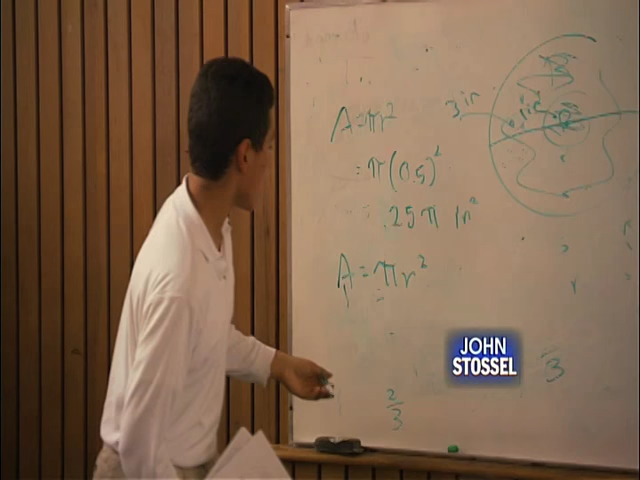 A = πr²
3 in
= π(0.5)²
= .25π in²
A = πr²
JOHN
STOSSEL
3
2/3